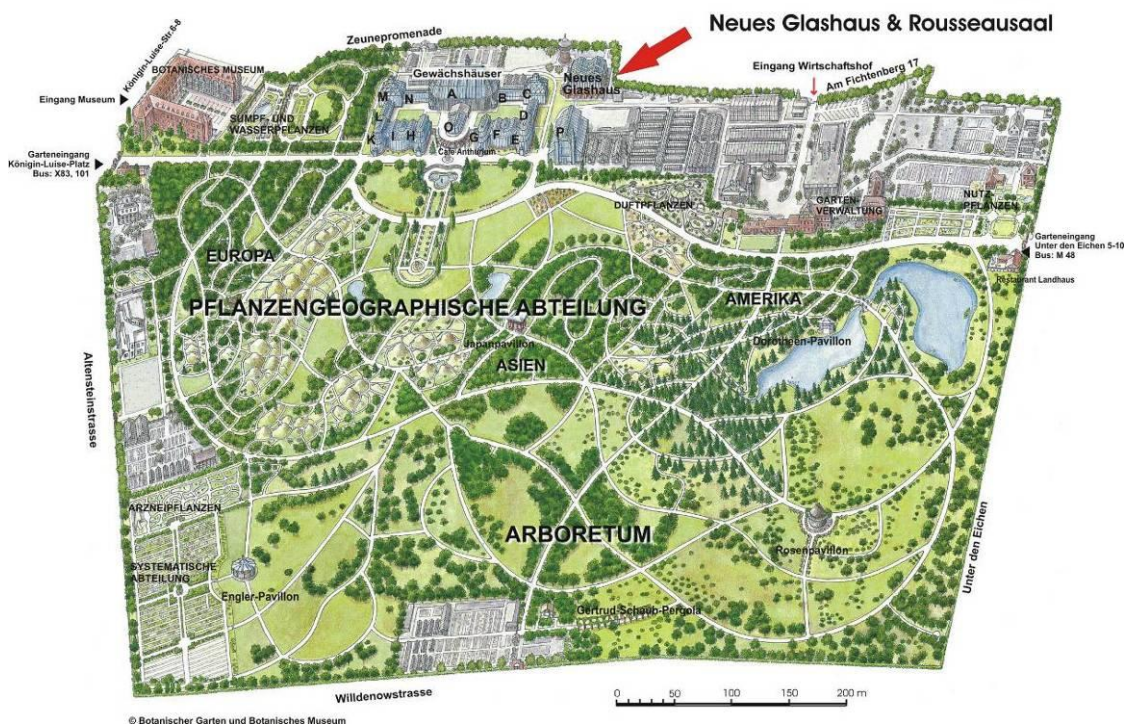 Neues Glashaus & Rousseausaal
Zeunepromenade
Königin-Luise-Str.6-8
BOTANISCHES MUSEUM
Eingang Museum
SUMPF- UND
WASSERPFLANZEN
Garteneingang
Königin-Luise-Platz
Bus: X83, 101
Gewächshäuser
M
N
A
B
C
L
D
K
I
H
O
G
F
E
P
Cafe Anthurium
Neues
Glashaus
Eingang Wirtschaftshof
Am Fichtenberg 17
DUFTPFLANZEN
GARTEN-
VERWALTUNG
NUTZ-
PFLANZEN
Garteneingang
Unter den Eichen 5-10
Bus: M 48
Restaurant Landhaus
EUROPA
PFLANZENGEOGRAPHISCHE ABTEILUNG
AMERIKA
Japanpavillon
Dorotheen-Pavillon
ASIEN
Altensteinstrasse
ARBORETUM
ARZNEIPFLANZEN
SYSTEMATISCHE
ABTEILUNG
Engler-Pavillon
Rosenpavillon
Gertrud-Schaub-Pergola
Unter den Eichen
Willdenowstrasse
0 50 100 150 200 m
© Botanischer Garten und Botanisches Museum